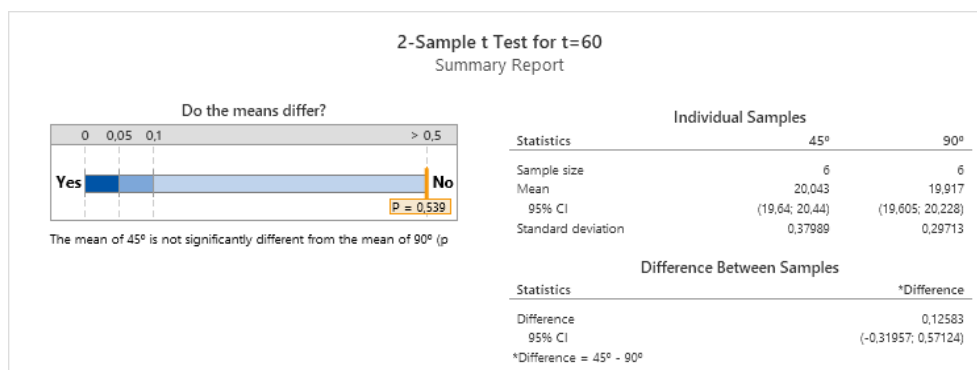 2-Sample t Test for t=60
Summary Report
Do the means differ?
0 0,05 0,1 > 0,5
Yes No
P = 0,539
The mean of 45º is not significantly different from the mean of 90º (p
Individual Samples
Statistics 45º 90º
Sample size 6 6
Mean 20,043 19,917
95% CI (19,64; 20,44) (19,605; 20,228)
Standard deviation 0,37989 0,29713
Difference Between Samples
Statistics *Difference
Difference 0,12583
95% CI (-0,31957; 0,57124)
*Difference = 45º - 90º